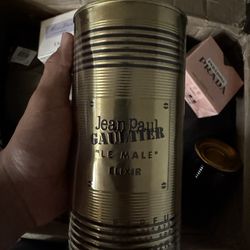 Jean Paul
GAULTIER
"LE MALE"
ELIXIR
PRADA